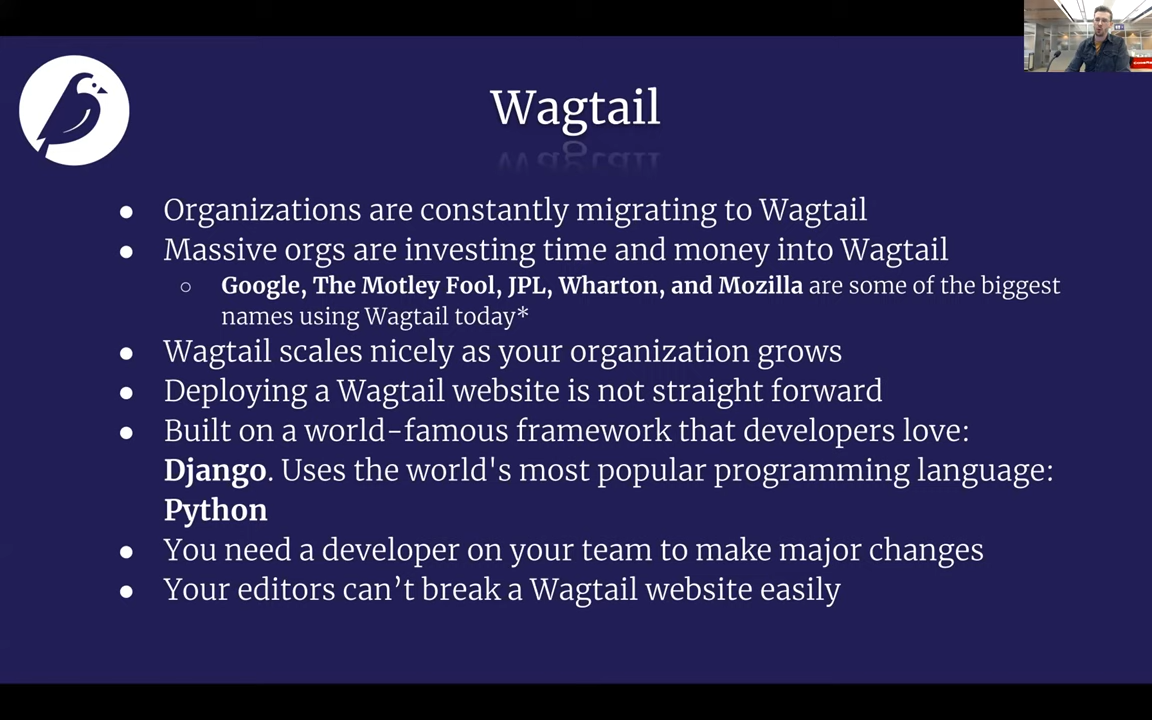 Wagtail
● Organizations are constantly migrating to Wagtail
● Massive orgs are investing time and money into Wagtail
○ Google, The Motley Fool, JPL, Wharton, and Mozilla are some of the biggest
names using Wagtail today*
● Wagtail scales nicely as your organization grows
● Deploying a Wagtail website is not straight forward
● Built on a world-famous framework that developers love:
Django. Uses the world's most popular programming language:
Python
● You need a developer on your team to make major changes
● Your editors can’t break a Wagtail website easily